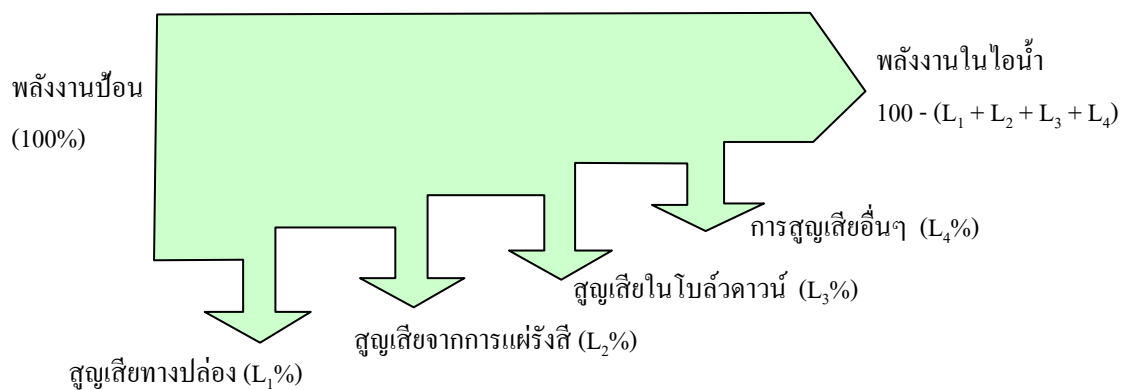 พลังงานป้อน
(100%)
พลังงานในไอน้ำ
100 - (L₁ + L₂ + L₃ + L₄)
การสูญเสียอื่นๆ (L₄%)
สูญเสียในโบล์วดาวน์ (L₃%)
สูญเสียจากการแผ่รังสี (L₂%)
สูญเสียทางปล่อง (L₁%)